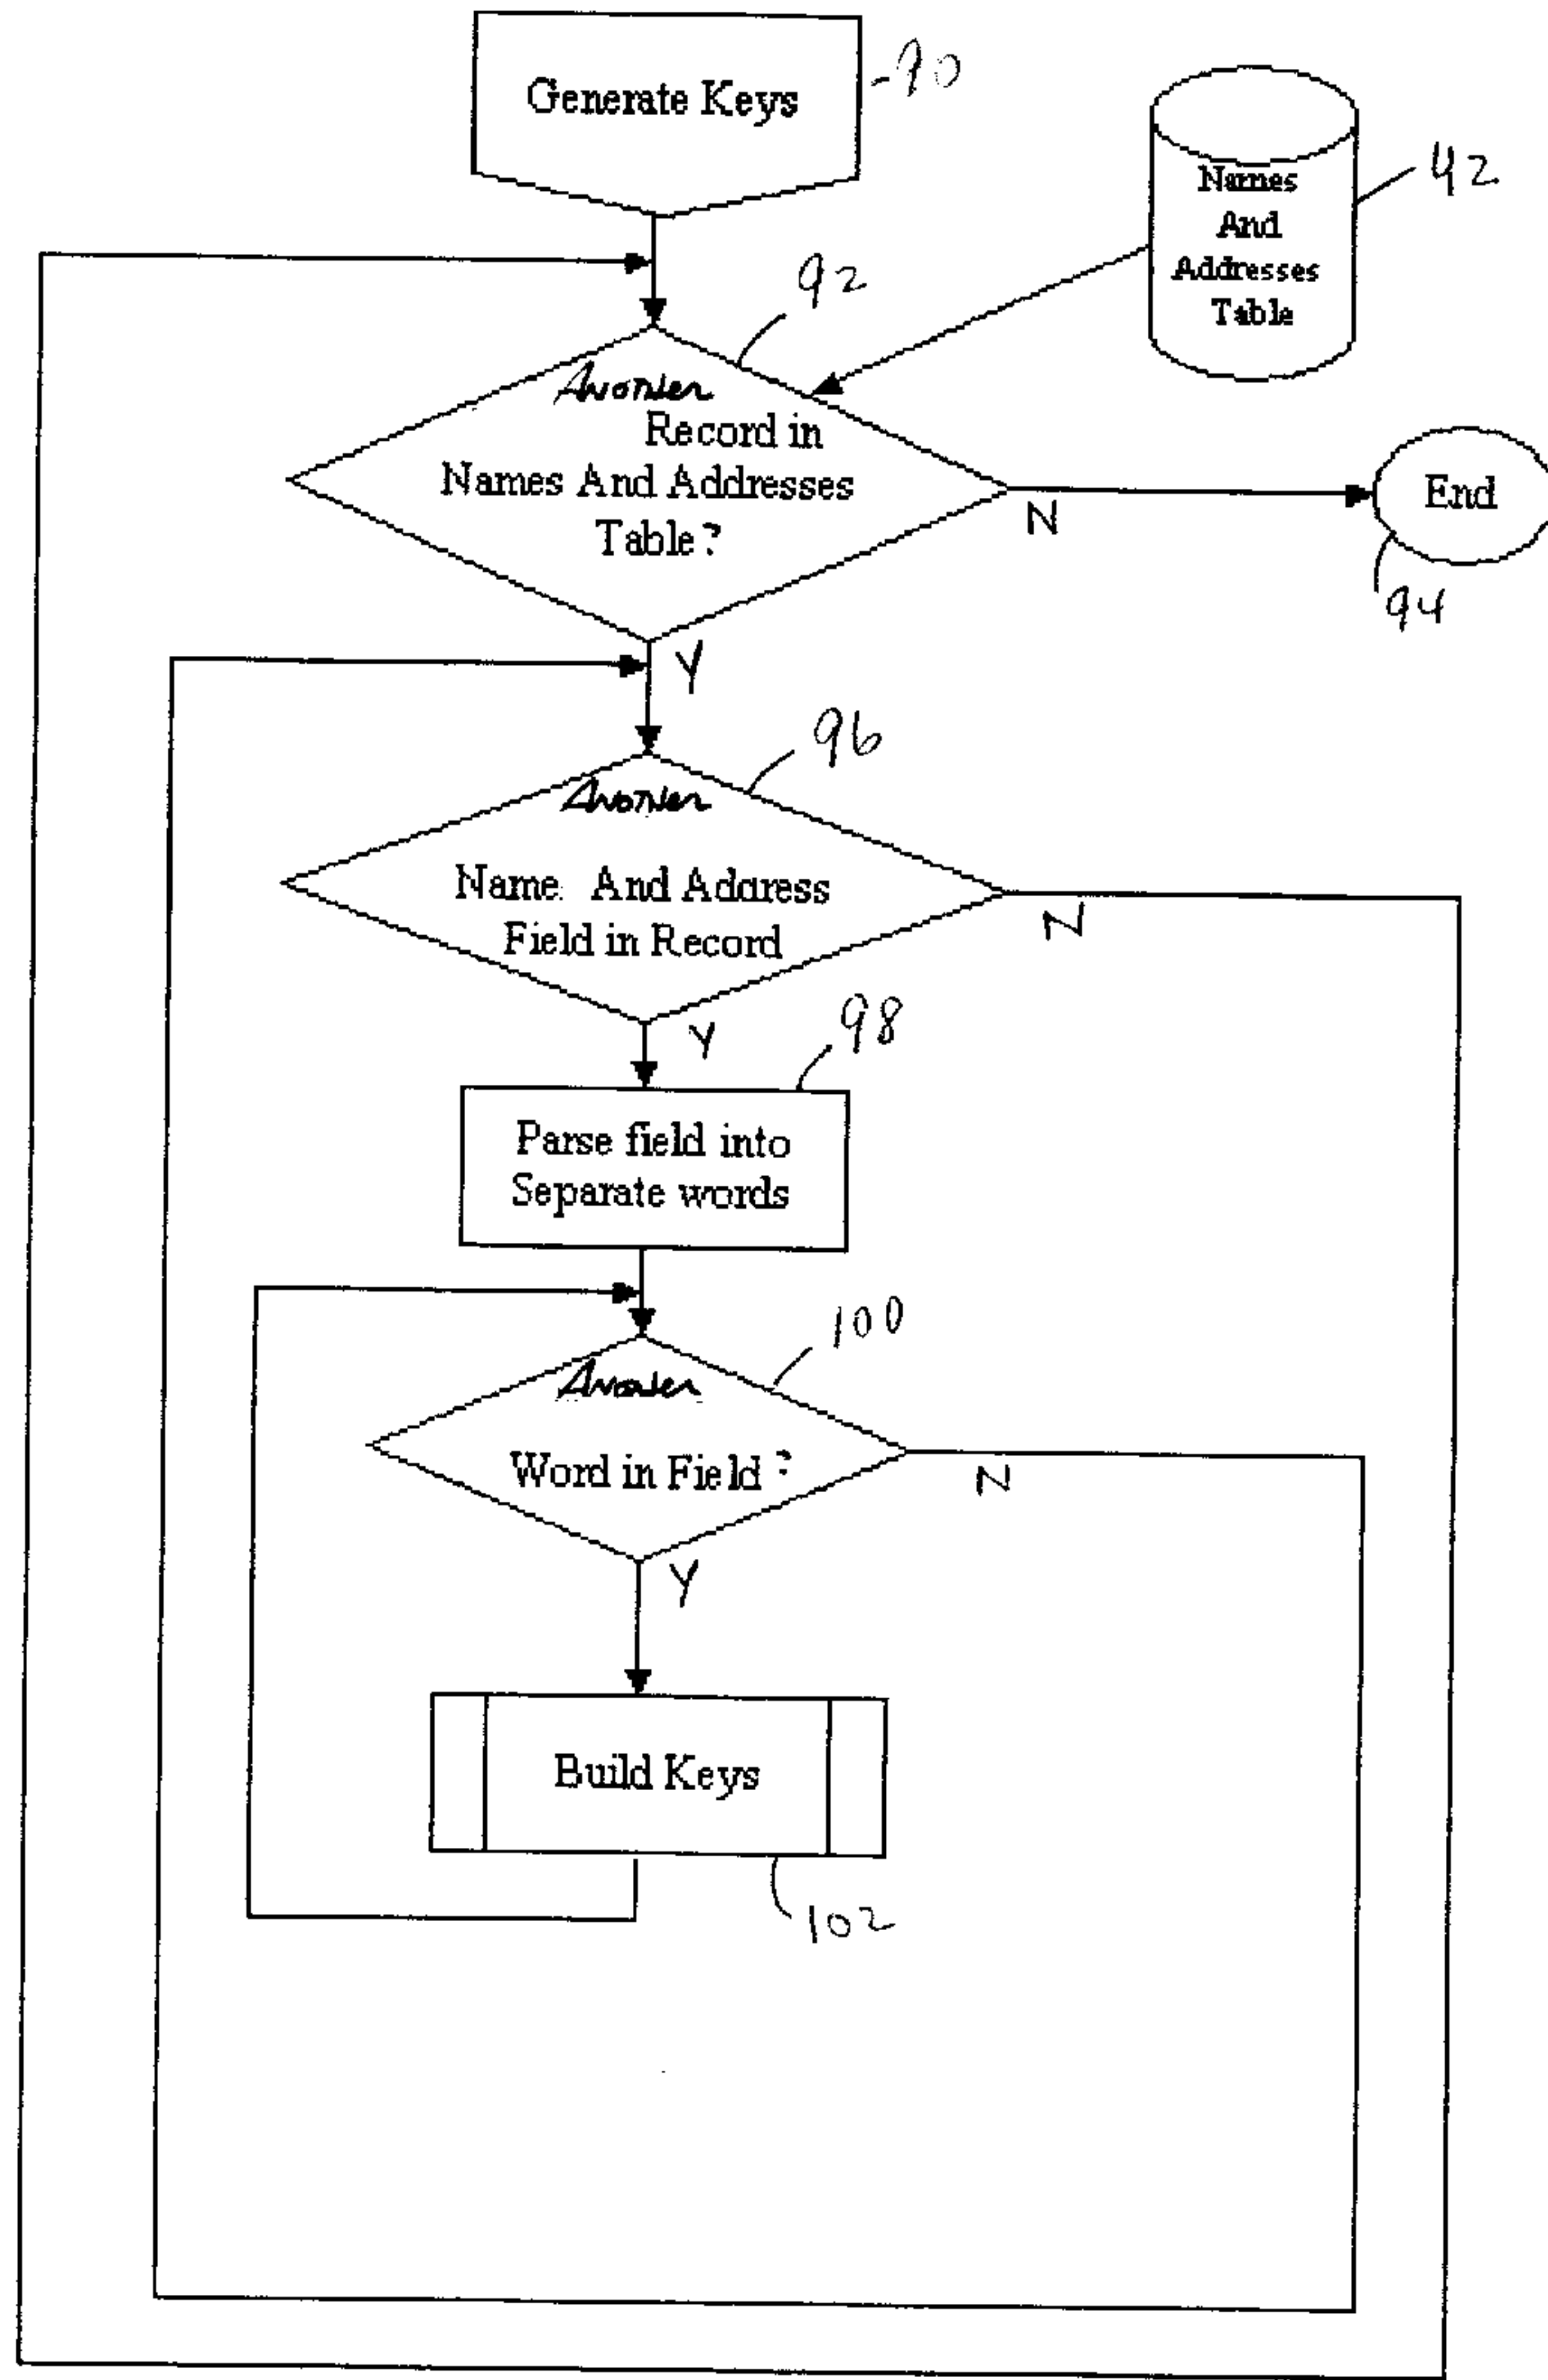 Generate Keys
90
Names
And
Addresses
Table
42
92
Another
Record in
Names And Addresses
Table?
N
End
94
Y
96
Another
Name And Address
Field in Record
N
Y
98
Parse field into
Separate words
100
Another
Word in Field ?
N
Y
Build Keys
102